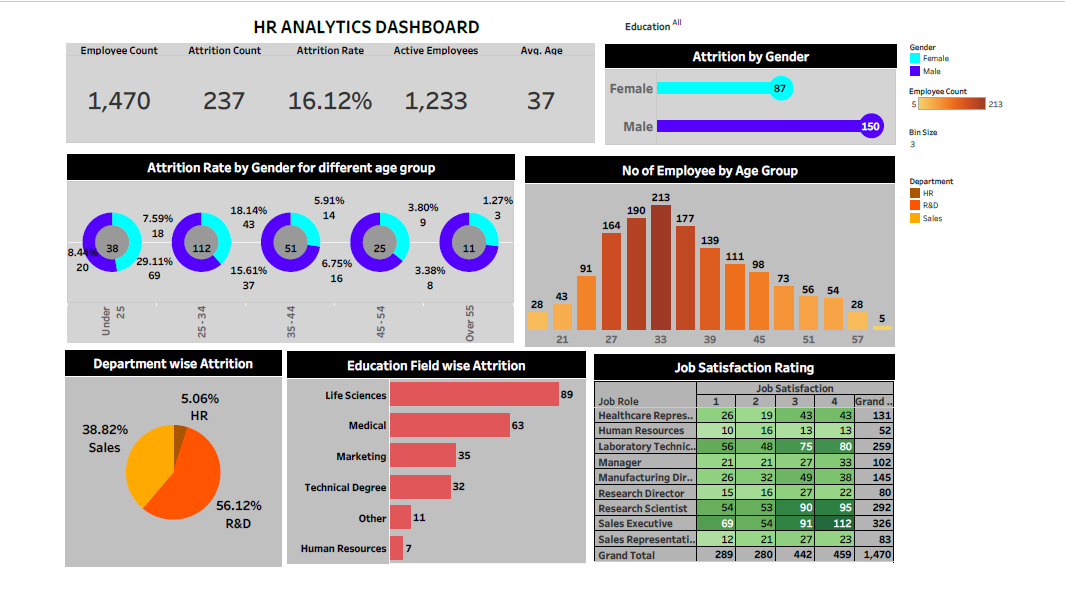 HR ANALYTICS DASHBOARD
Education All
Employee Count Attrition Count Attrition Rate Active Employees Avg. Age
1,470 237 16.12% 1,233 37
Attrition by Gender
Female 87
Male 150
Gender
Female
Male
Employee Count
5 213
Bin Size
3
Department
HR
R&D
Sales
Attrition Rate by Gender for different age group
38
7.59%
18
8.44%
20
112
18.14%
43
29.11%
69
51
5.91%
14
15.61%
37
25
3.80%
9
6.75%
16
11
1.27%
3
3.38%
8
Under 25
25 - 34
35 - 44
45 - 54
Over 55
No of Employee by Age Group
28 43 91 164 190 213 177 139 111 98 73 56 54 28 5
21 27 33 39 45 51 57
Department wise Attrition
5.06%
HR
38.82%
Sales
56.12%
R&D
Education Field wise Attrition
Life Sciences 89
Medical 63
Marketing 35
Technical Degree 32
Other 11
Human Resources 7
Job Satisfaction Rating
Job Satisfaction
Job Role 1 2 3 4 Grand ..
Healthcare Repres.. 26 19 43 43 131
Human Resources 10 16 13 13 52
Laboratory Technic.. 56 48 75 80 259
Manager 21 21 27 33 102
Manufacturing Dir.. 26 32 49 38 145
Research Director 15 16 27 22 80
Research Scientist 54 53 90 95 292
Sales Executive 69 54 91 112 326
Sales Representati.. 12 21 27 23 83
Grand Total 289 280 442 459 1,470